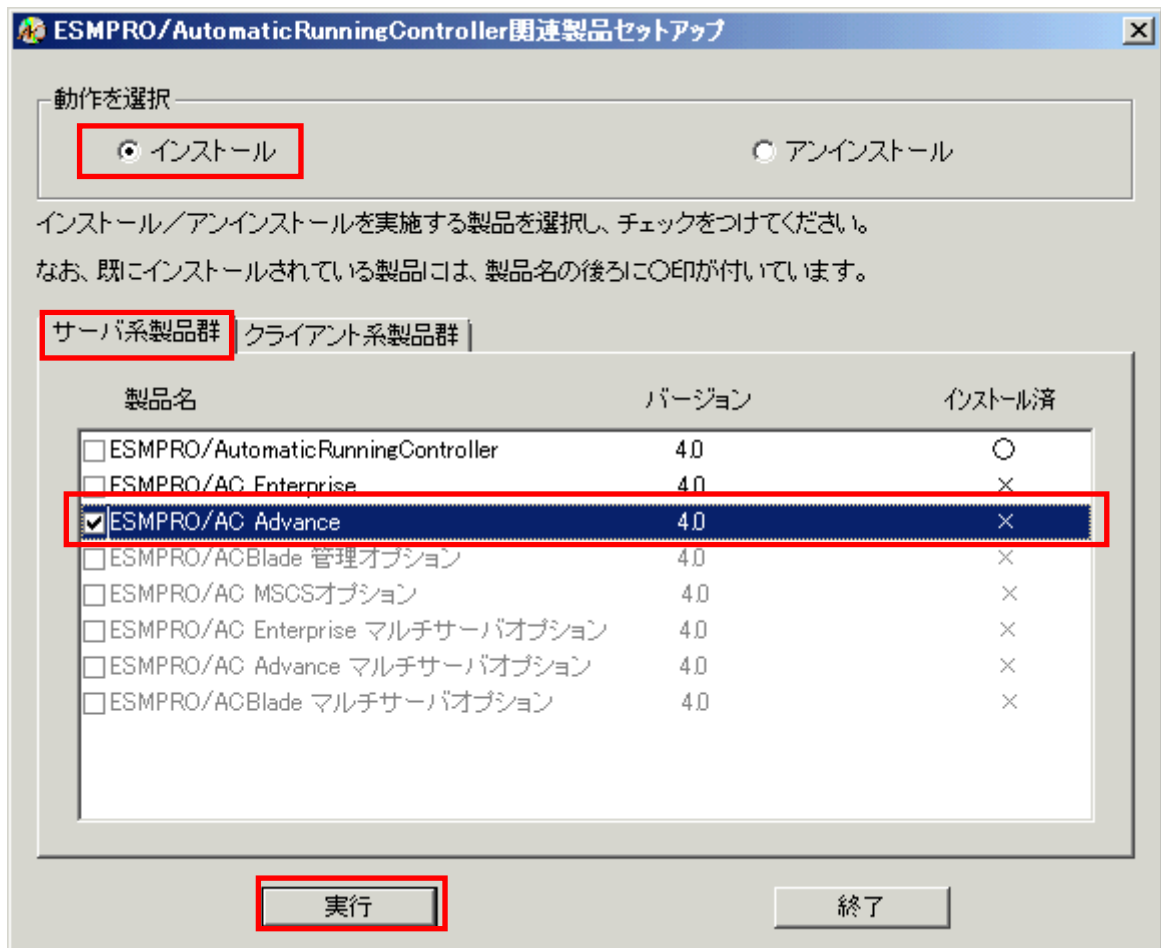 ESMPRO/AutomaticRunningController関連製品セットアップ
動作を選択
インストール アンインストール
インストール／アンインストールを実施する製品を選択し、チェックをつけてください。
なお、既にインストールされている製品には、製品名の後ろに○印が付いています。
サーバ系製品群 クライアント系製品群
製品名 バージョン インストール済
ESMPRO/AutomaticRunningController 4.0 ○
ESMPRO/AC Enterprise 4.0 ×
ESMPRO/AC Advance 4.0 ×
ESMPRO/ACBlade 管理オプション 4.0 ×
ESMPRO/AC MSCSオプション 4.0 ×
ESMPRO/AC Enterprise マルチサーバオプション 4.0 ×
ESMPRO/AC Advance マルチサーバオプション 4.0 ×
ESMPRO/ACBlade マルチサーバオプション 4.0 ×
実行 終了